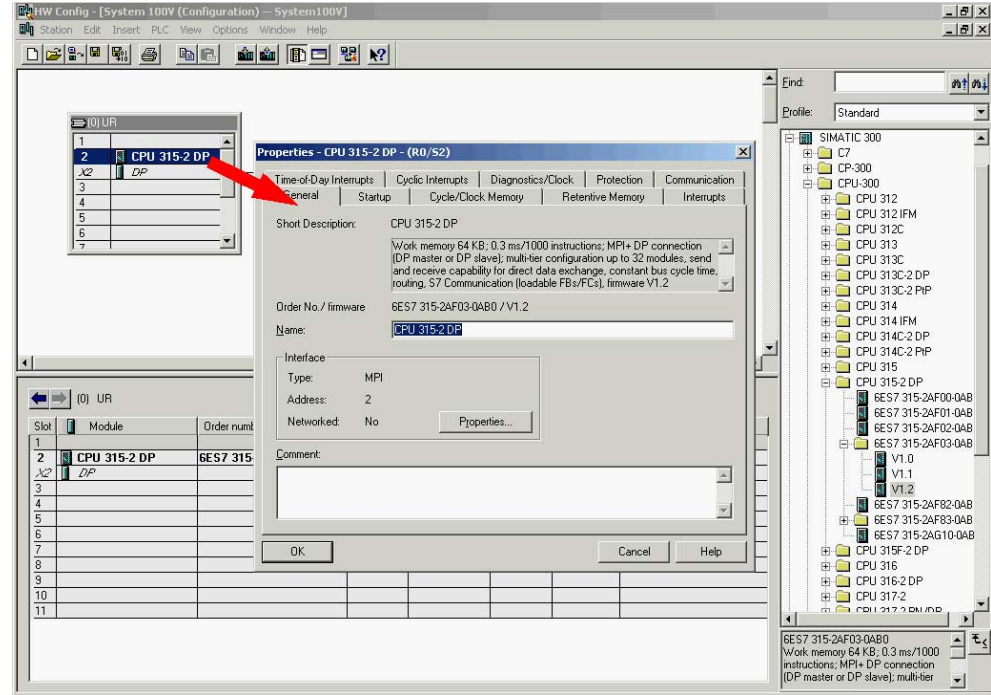 HW Config - [System 100V (Configuration) -- System100V]
Station Edit Insert PLC View Options Window Help
(0) UR
1
2 CPU 315-2 DP
X2 DP
3
4
5
6
7
Properties - CPU 315-2 DP - (R0/S2)
Time-of-Day Interrupts Cyclic Interrupts Diagnostics/Clock Protection Communication
General Startup Cycle/Clock Memory Retentive Memory Interrupts
Short Description: CPU 315-2 DP
Work memory 64 KB; 0.3 ms/1000 instructions; MPI+ DP connection
(DP master or DP slave); multi-tier configuration up to 32 modules, send
and receive capability for direct data exchange, constant bus cycle time,
routing, S7 Communication (loadable FBs/FCs), firmware V1.2
Order No./ firmware 6ES7 315-2AF03-0AB0 / V1.2
Name: CPU 315-2 DP
Interface
Type: MPI
Address: 2
Networked: No Properties...
Comment:
OK Cancel Help
(0) UR
Slot Module Order numb
1
2 CPU 315-2 DP 6ES7 315-
X2 DP
3
4
5
6
7
8
9
10
11
Find:
Profile: Standard
SIMATIC 300
C7
CP-300
CPU-300
CPU 312
CPU 312 IFM
CPU 312C
CPU 313
CPU 313C
CPU 313C-2 DP
CPU 313C-2 PtP
CPU 314
CPU 314 IFM
CPU 314C-2 DP
CPU 314C-2 PtP
CPU 315
CPU 315-2 DP
6ES7 315-2AF00-0AB
6ES7 315-2AF01-0AB
6ES7 315-2AF02-0AB
6ES7 315-2AF03-0AB
V1.0
V1.1
V1.2
6ES7 315-2AF82-0AB
6ES7 315-2AF83-0AB
6ES7 315-2AG10-0AB
CPU 315F-2 DP
CPU 316
CPU 316-2 DP
CPU 317-2
CPU 317-2 PN/DP
6ES7 315-2AF03-0AB0
Work memory 64 KB; 0.3 ms/1000
instructions; MPI+ DP connection
(DP master or DP slave); multi-tier